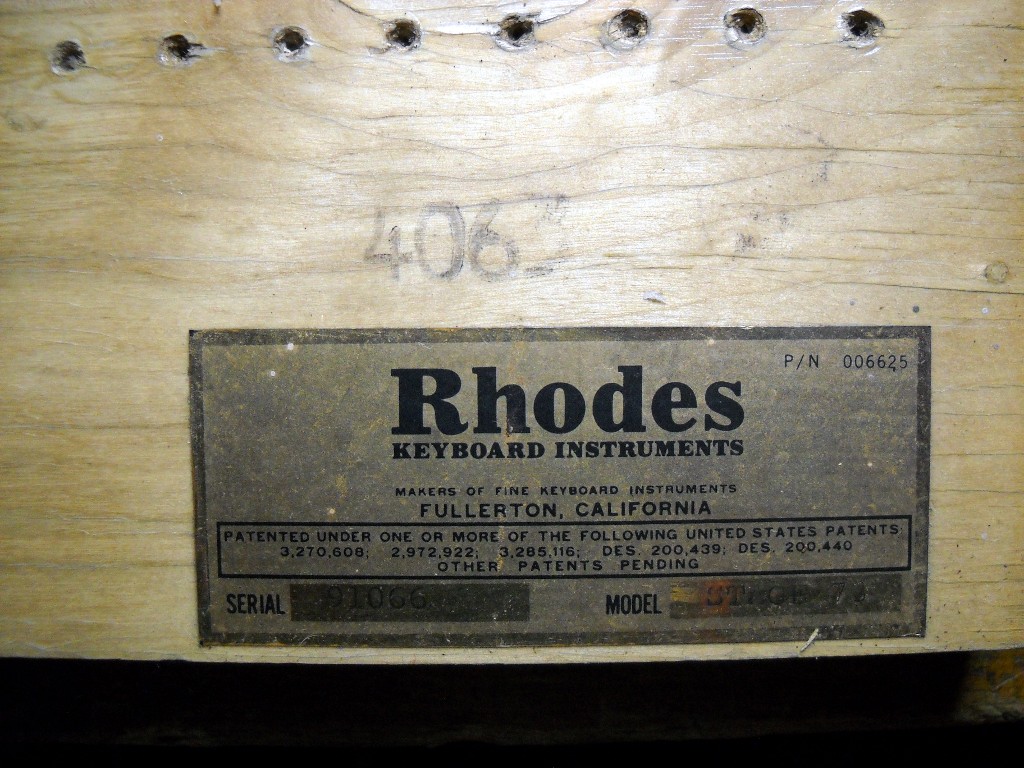 406
P/N 006625
Rhodes
KEYBOARD INSTRUMENTS
MAKERS OF FINE KEYBOARD INSTRUMENTS
FULLERTON, CALIFORNIA
PATENTED UNDER ONE OR MORE OF THE FOLLOWING UNITED STATES PATENTS:
3,270,608; 2,972,922; 3,285,116; DES. 200,439; DES. 200,440
OTHER PATENTS PENDING
SERIAL 91066
MODEL